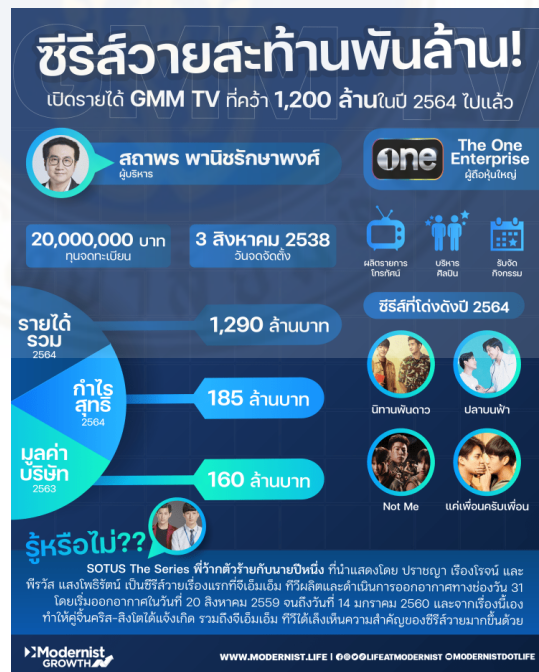 ซีรีส์วายสะท้านพันล้าน!
เปิดรายได้ GMM TV ที่คว้า 1,200 ล้านในปี 2564 ไปแล้ว
สถาพร พานิชรักษาพงศ์
ผู้บริหาร
one
The One
Enterprise
ผู้ถือหุ้นใหญ่
20,000,000 บาท
ทุนจดทะเบียน
3 สิงหาคม 2538
วันจดจัดตั้ง
ผลิตรายการ
โทรทัศน์
บริหาร
ศิลปิน
รับจัด
กิจกรรม
รายได้
รวม
2564
1,290 ล้านบาท
กำไร
สุทธิ
2564
185 ล้านบาท
มูลค่า
บริษัท
2563
160 ล้านบาท
ซีรีส์ที่โด่งดังปี 2564
นิทานพันดาว
ปลาบนฟ้า
Not Me
แค่เพื่อนครับเพื่อน
รู้หรือไม่??
SOTUS The Series พี่ว้ากตัวร้ายกับนายปีหนึ่ง ที่นำแสดงโดย ปราชญา เรืองโรจน์ และ
พีรวัส แสงโพธิรัตน์ เป็นซีรีส์วายเรื่องแรกที่จีเอ็มเอ็ม ทีวีผลิตและดำเนินการออกอากาศทางช่องวัน 31
โดยเริ่มออกอากาศในวันที่ 20 สิงหาคม 2559 จนถึงวันที่ 14 มกราคม 2560 และจากเรื่องนี้เอง
ทำให้คู่จิ้นคริส-สิงโตได้แจ้งเกิด รวมถึงจีเอ็มเอ็ม ทีวีได้เล็งเห็นความสำคัญของซีรีส์วายมากขึ้นด้วย
Modernist
GROWTH
WWW.MODERNIST.LIFE | LIFEATMODERNIST MODERNISTDOTLIFE
GMM TV